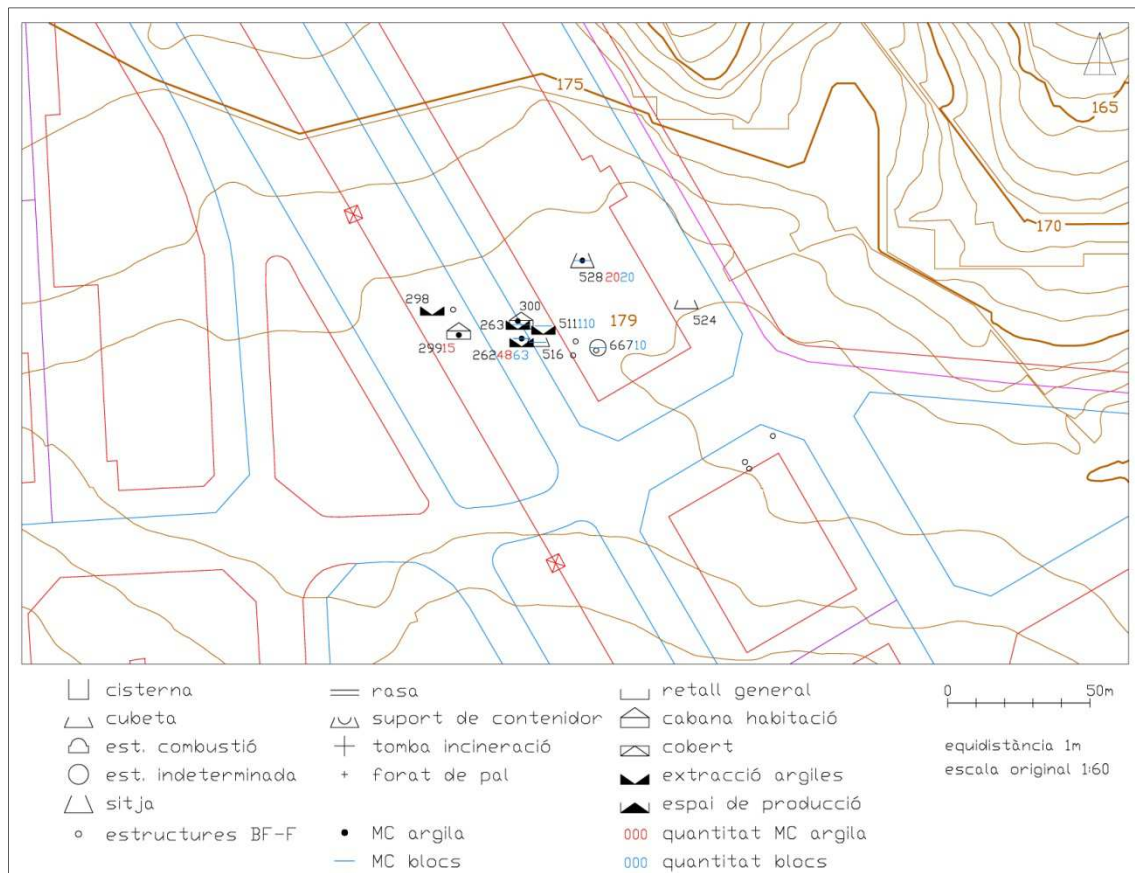 175
165
170
528 20 20
524
298
300
263
511 110
179
299 15
262 48 63
516
667 10
cisterna
cubeta
est. combustió
est. indeterminada
sitja
estructures BF-F
rasa
suport de contenidor
tomba incineració
forat de pal
MC argila
MC blocs
retall general
cabana habitació
cobert
extracció argiles
espai de producció
000 quantitat MC argila
000 quantitat blocs
0 50m
equidistància 1m
escala original 1:60